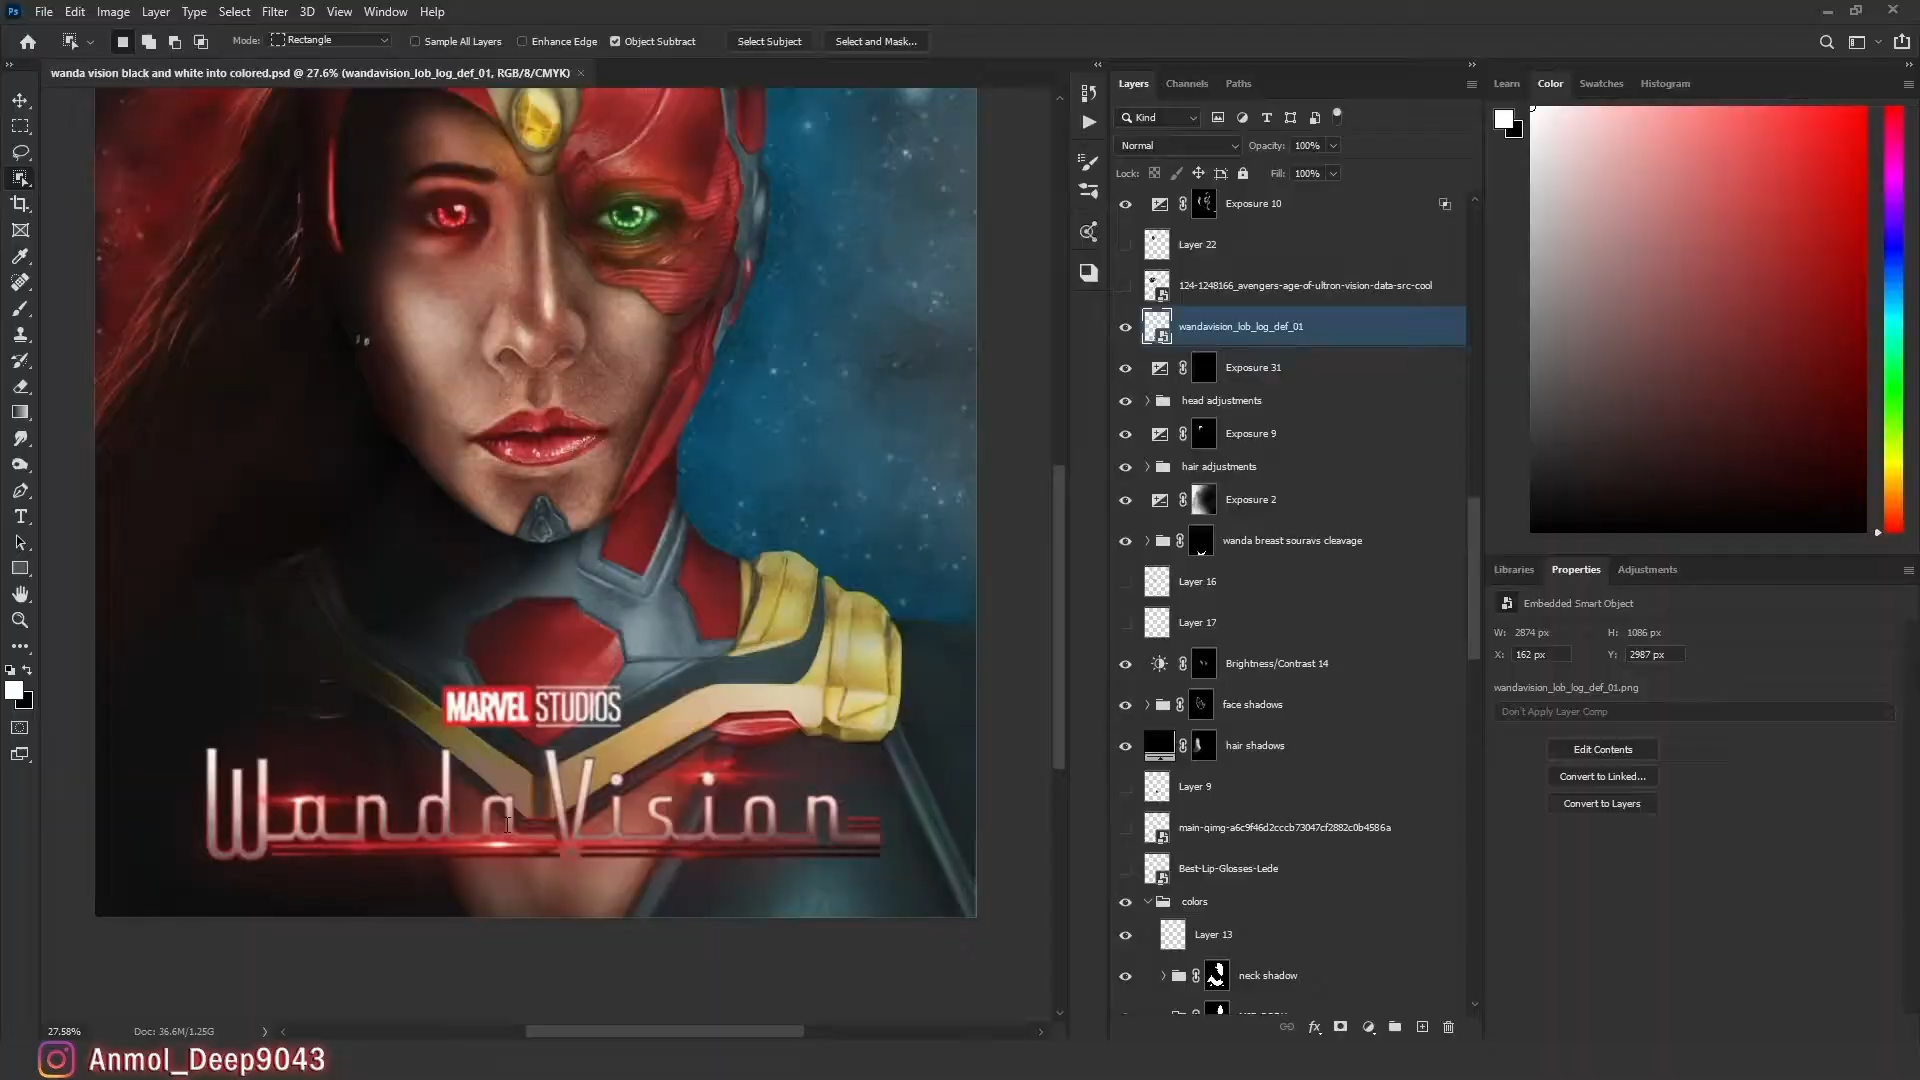 Ps File Edit Image Layer Type Select Filter 3D View Window Help
Mode: Rectangle Sample All Layers Enhance Edge Object Subtract Select Subject Select and Mask...
wanda vision black and white into colored.psd @ 27.6% (wandavision_lob_log_def_01, RGB/8/CMYK) ×
MARVEL STUDIOS
WandaVision
27.58% Doc: 36.6M/1.25G
Anmol_Deep9043
Layers Channels Paths
Kind
Normal Opacity: 100%
Lock: Fill: 100%
Exposure 10
Layer 22
124-1248166_avengers-age-of-ultron-vision-data-src-cool
wandavision_lob_log_def_01
Exposure 31
head adjustments
Exposure 9
hair adjustments
Exposure 2
wanda breast souravs cleavage
Layer 16
Layer 17
Brightness/Contrast 14
face shadows
hair shadows
Layer 9
main-qimg-a6c9f46d2cccb73047cf2882c0b4586a
Best-Lip-Glosses-Lede
colors
Layer 13
neck shadow
fx
Learn Color Swatches Histogram
Libraries Properties Adjustments
Embedded Smart Object
W: 2874 px H: 1086 px
X: 162 px Y: 2987 px
wandavision_lob_log_def_01.png
Don't Apply Layer Comp
Edit Contents
Convert to Linked...
Convert to Layers